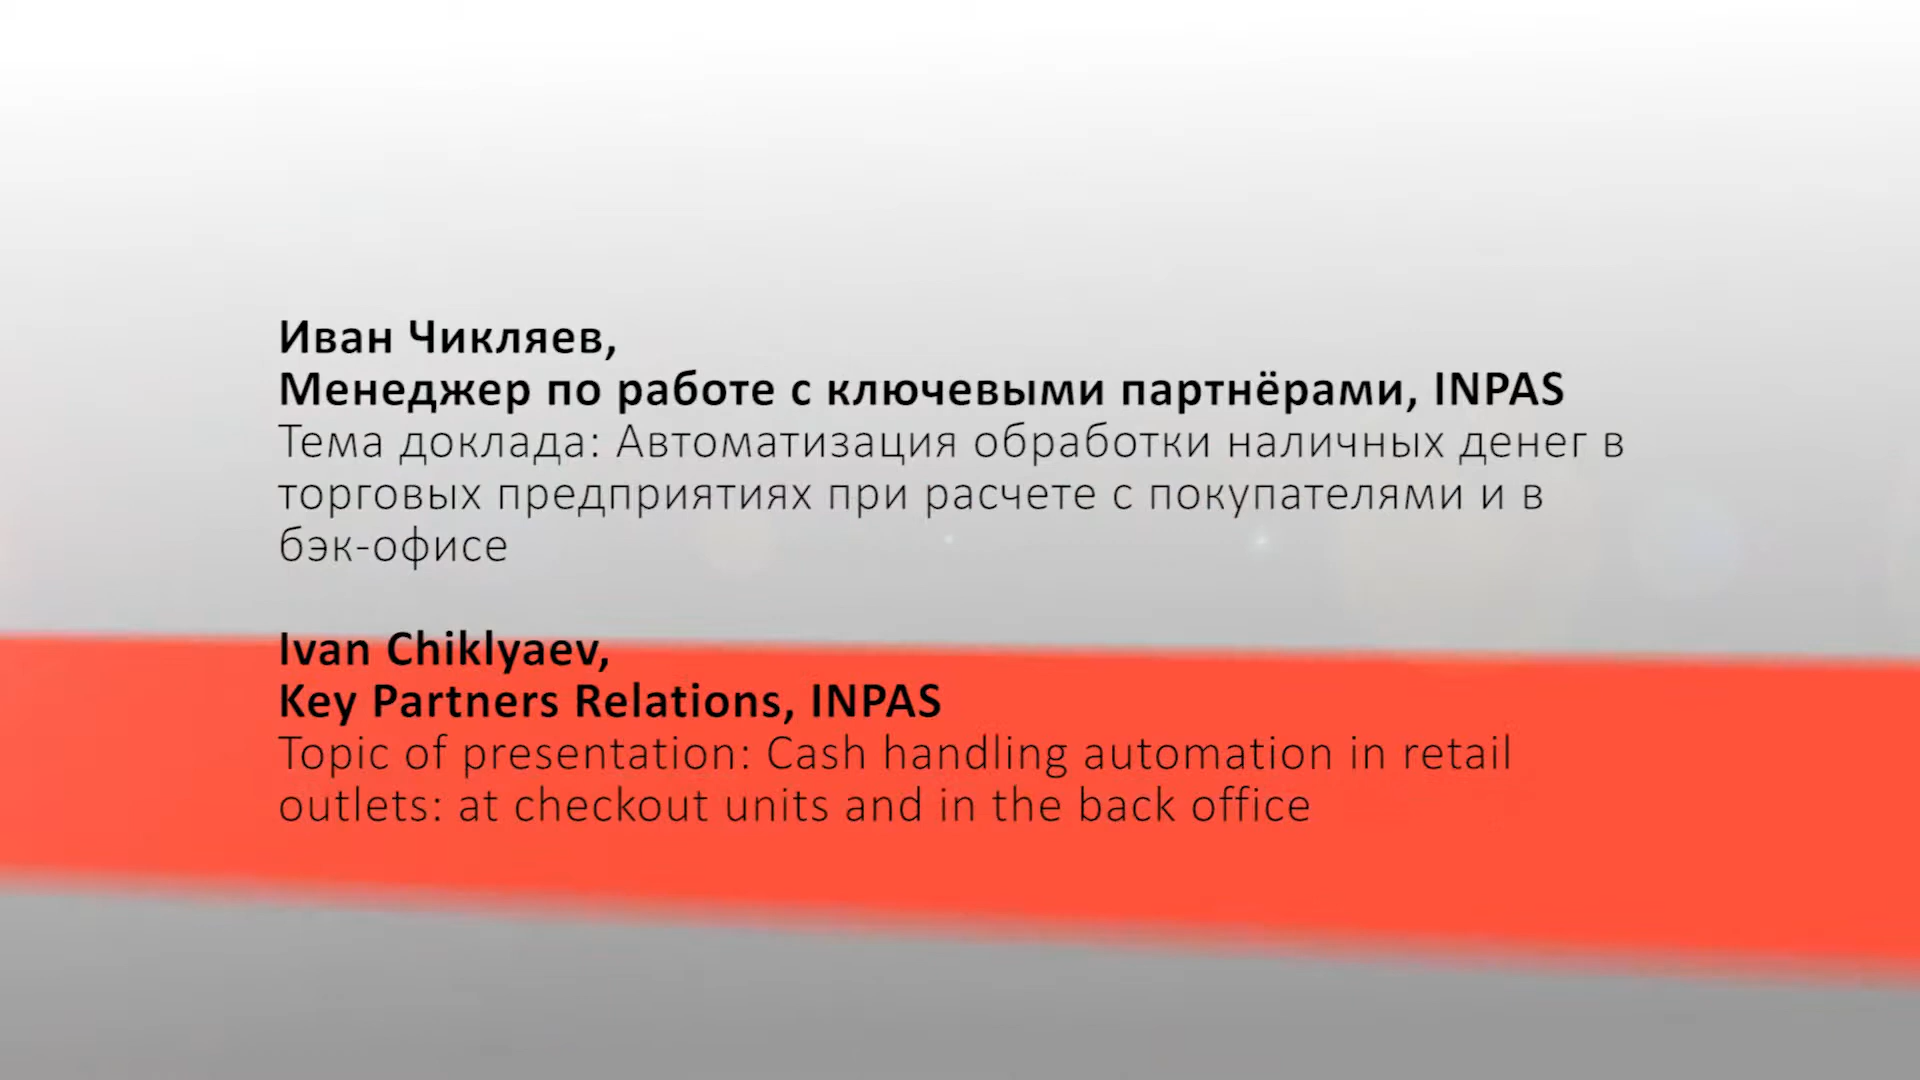 Иван Чикляев,
Менеджер по работе с ключевыми партнёрами, INPAS
Тема доклада: Автоматизация обработки наличных денег в
торговых предприятиях при расчете с покупателями и в
бэк-офисе
Ivan Chiklyaev,
Key Partners Relations, INPAS
Topic of presentation: Cash handling automation in retail
outlets: at checkout units and in the back office